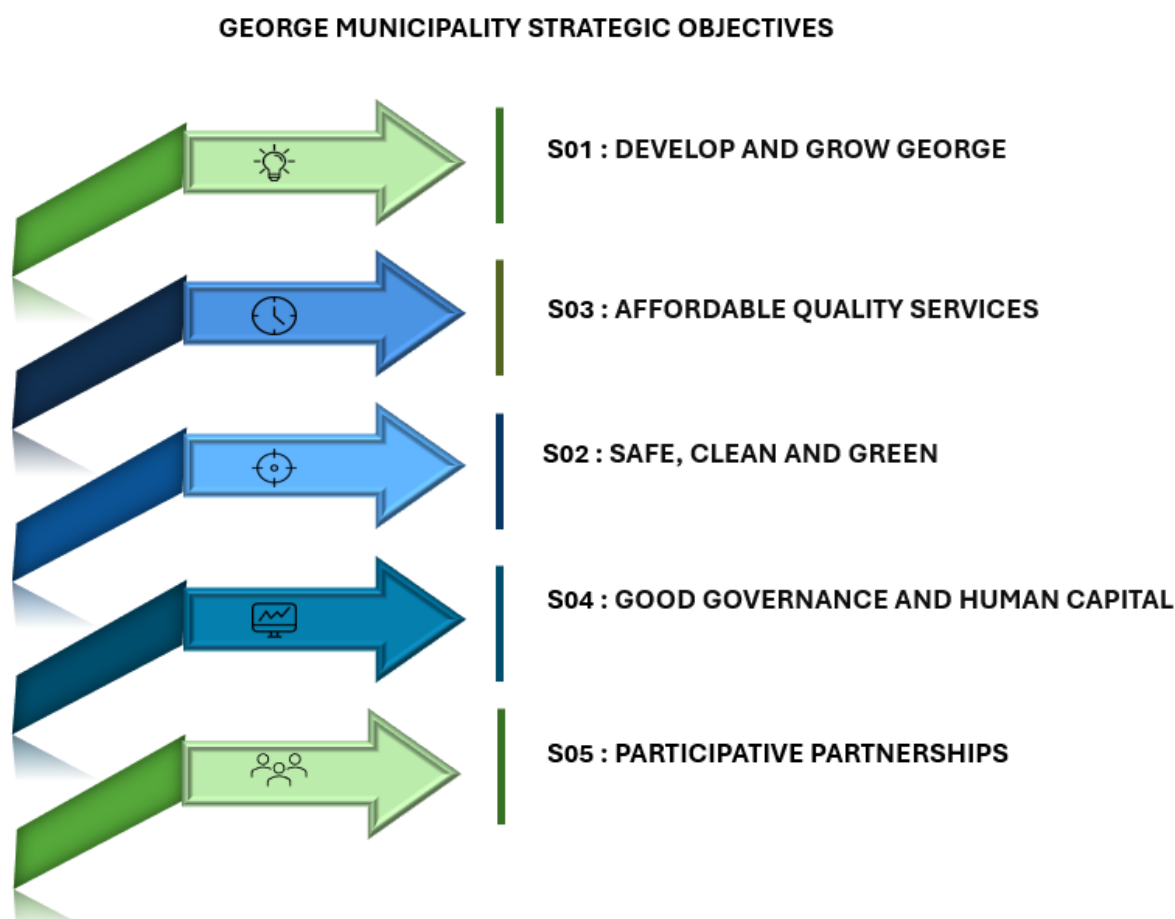 GEORGE MUNICIPALITY STRATEGIC OBJECTIVES
S01 : DEVELOP AND GROW GEORGE
S03 : AFFORDABLE QUALITY SERVICES
S02 : SAFE, CLEAN AND GREEN
S04 : GOOD GOVERNANCE AND HUMAN CAPITAL
S05 : PARTICIPATIVE PARTNERSHIPS